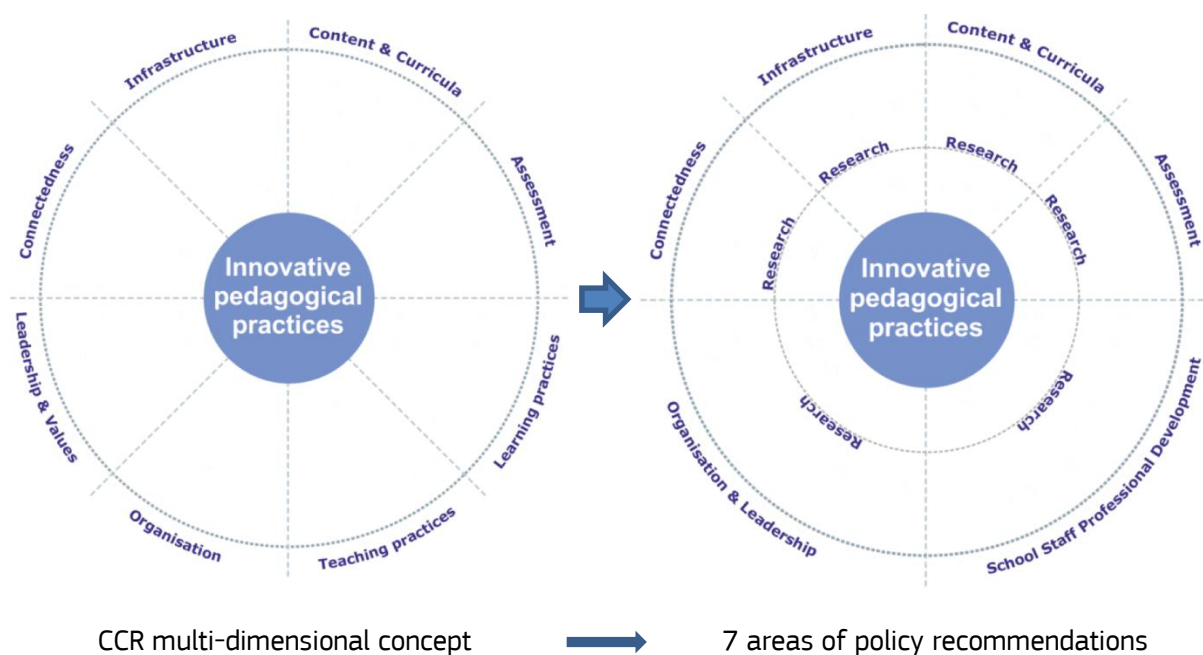 Infrastructure
Content & Curricula
Assessment
Learning practices
Teaching practices
Organisation
Leadership & Values
Connectedness
Innovative
pedagogical
practices
Infrastructure
Content & Curricula
Assessment
School Staff Professional Development
Organisation & Leadership
Connectedness
Research
Research
Research
Research
Research
Research
Innovative
pedagogical
practices
CCR multi-dimensional concept
7 areas of policy recommendations